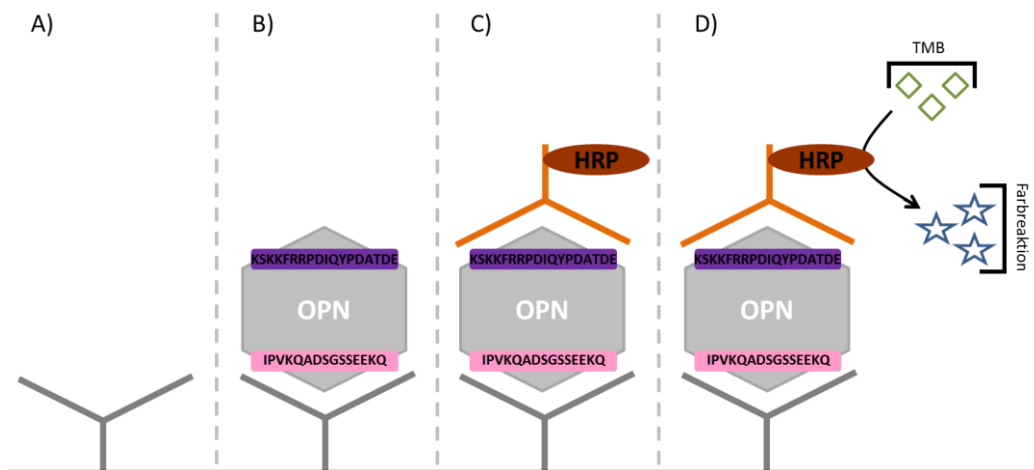 A)
B)
KSKKFRRPDIQYPDATDE
OPN
IPVKQADSGSSEEKQ
C)
HRP
KSKKFRRPDIQYPDATDE
OPN
IPVKQADSGSSEEKQ
D)
TMB
HRP
Farbreaktion
KSKKFRRPDIQYPDATDE
OPN
IPVKQADSGSSEEKQ